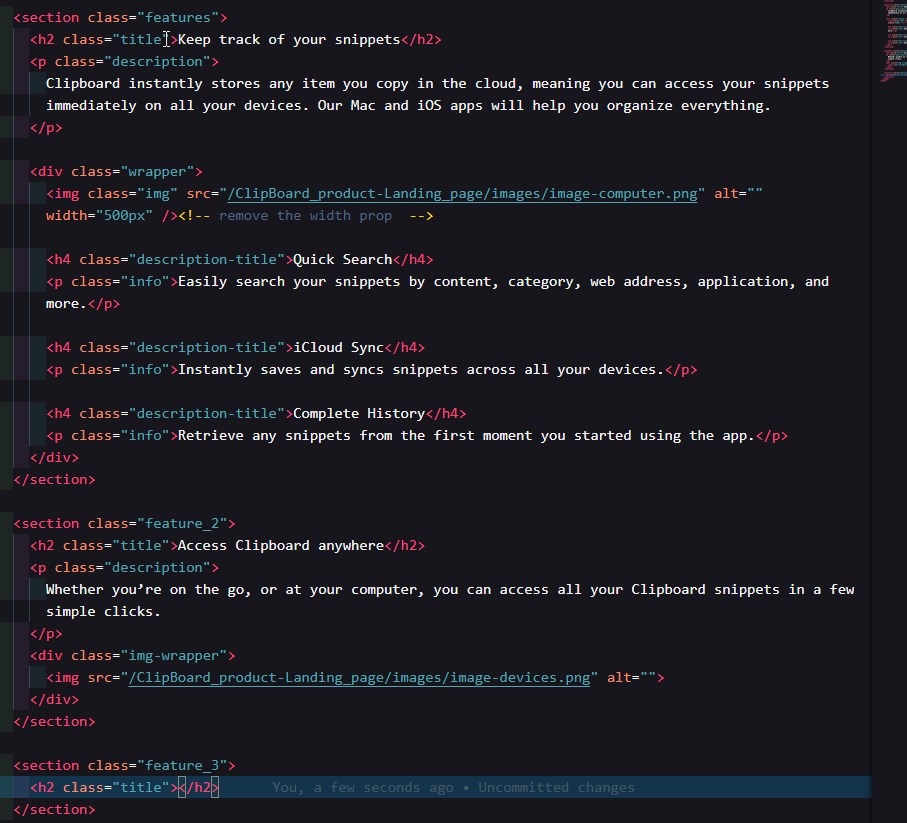 <section class="features">
<h2 class="title">Keep track of your snippets</h2>
<p class="description">
Clipboard instantly stores any item you copy in the cloud, meaning you can access your snippets
immediately on all your devices. Our Mac and iOS apps will help you organize everything.
</p>
<div class="wrapper">
<img class="img" src="/ClipBoard_product-Landing_page/images/image-computer.png" alt=""
width="500px" /><!-- remove the width prop  -->
<h4 class="description-title">Quick Search</h4>
<p class="info">Easily search your snippets by content, category, web address, application, and
more.</p>
<h4 class="description-title">iCloud Sync</h4>
<p class="info">Instantly saves and syncs snippets across all your devices.</p>
<h4 class="description-title">Complete History</h4>
<p class="info">Retrieve any snippets from the first moment you started using the app.</p>
</div>
</section>
<section class="feature_2">
<h2 class="title">Access Clipboard anywhere</h2>
<p class="description">
Whether you’re on the go, or at your computer, you can access all your Clipboard snippets in a few
simple clicks.
</p>
<div class="img-wrapper">
<img src="/ClipBoard_product-Landing_page/images/image-devices.png" alt="">
</div>
</section>
<section class="feature_3">
<h2 class="title"></h2> You, a few seconds ago • Uncommitted changes
</section>